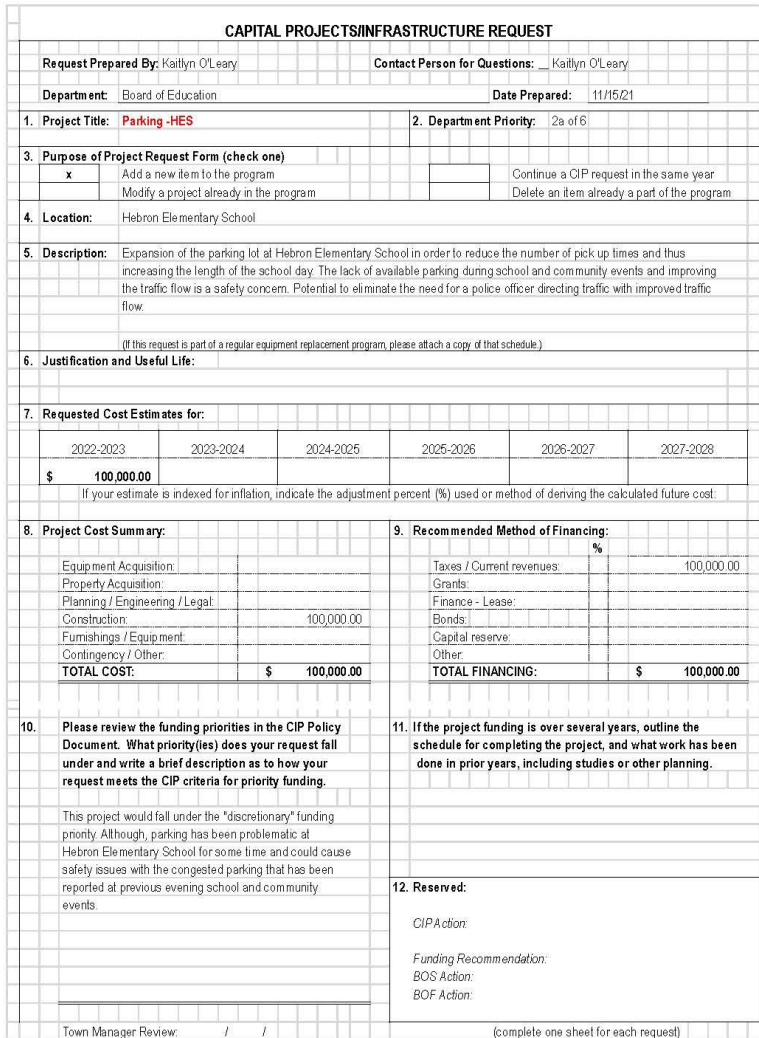 CAPITAL PROJECTS/INFRASTRUCTURE REQUEST
Request Prepared By: Kaitlyn O'Leary Contact Person for Questions: __ Kaitlyn O'Leary
Department: Board of Education Date Prepared: 11/15/21
1. Project Title: Parking -HES 2. Department Priority: 2a of 6
3. Purpose of Project Request Form (check one)
x Add a new item to the program Continue a CIP request in the same year
Modify a project already in the program Delete an item already a part of the program
4. Location: Hebron Elementary School
5. Description: Expansion of the parking lot at Hebron Elementary School in order to reduce the number of pick up times and thus
increasing the length of the school day. The lack of available parking during school and community events and improving
the traffic flow is a safety concern. Potential to eliminate the need for a police officer directing traffic with improved traffic
flow.
(If this request is part of a regular equipment replacement program, please attach a copy of that schedule.)
6. Justification and Useful Life:
7. Requested Cost Estimates for:
2022-2023 2023-2024 2024-2025 2025-2026 2026-2027 2027-2028
$ 100,000.00
If your estimate is indexed for inflation, indicate the adjustment percent (%) used or method of deriving the calculated future cost:
8. Project Cost Summary: 9. Recommended Method of Financing:
%
Equipment Acquisition: Taxes / Current revenues: 100,000.00
Property Acquisition: Grants:
Planning / Engineering / Legal: Finance - Lease:
Construction: 100,000.00 Bonds:
Furnishings / Equipment: Capital reserve:
Contingency / Other: Other:
TOTAL COST: $ 100,000.00 TOTAL FINANCING: $ 100,000.00
10. Please review the funding priorities in the CIP Policy
Document. What priority(ies) does your request fall
under and write a brief description as to how your
request meets the CIP criteria for priority funding.
This project would fall under the "discretionary" funding
priority. Although, parking has been problematic at
Hebron Elementary School for some time and could cause
safety issues with the congested parking that has been
reported at previous evening school and community
events.
Town Manager Review: / /
11. If the project funding is over several years, outline the
schedule for completing the project, and what work has been
done in prior years, including studies or other planning.
12. Reserved:
CIP Action:
Funding Recommendation:
BOS Action:
BOF Action:
(complete one sheet for each request)